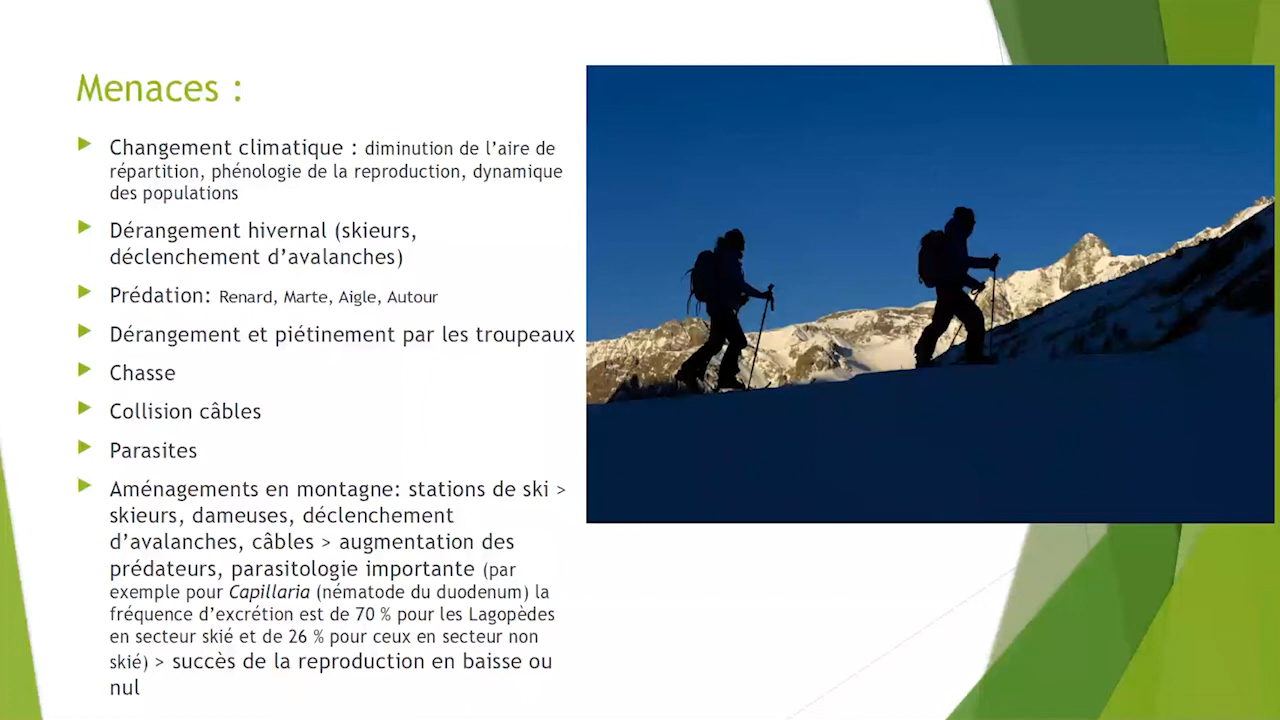 Menaces :
Changement climatique : diminution de l’aire de
répartition, phénologie de la reproduction, dynamique
des populations
Dérangement hivernal (skieurs,
déclenchement d’avalanches)
Prédation: Renard, Marte, Aigle, Autour
Dérangement et piétinement par les troupeaux
Chasse
Collision câbles
Parasites
Aménagements en montagne: stations de ski >
skieurs, dameuses, déclenchement
d’avalanches, câbles > augmentation des
prédateurs, parasitologie importante (par
exemple pour Capillaria (nématode du duodenum) la
fréquence d’excrétion est de 70 % pour les Lagopèdes
en secteur skié et de 26 % pour ceux en secteur non
skié) > succès de la reproduction en baisse ou
nul